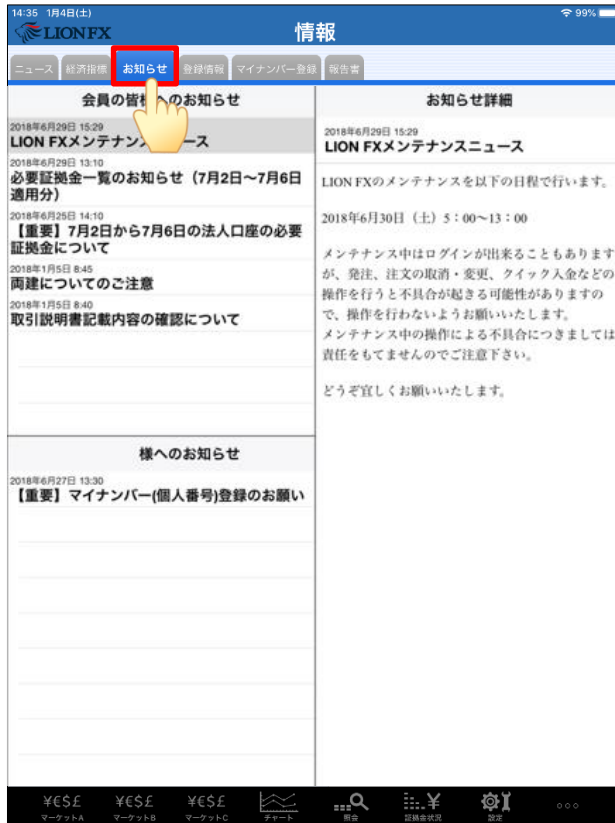 14:35 1月4日(土)
99%
LION FX
情報
ニュース
経済指標
お知らせ
登録情報
マイナンバー登録
報告書
会員の皆様へのお知らせ
2018年6月29日 15:29
LION FXメンテナンスニュース
2018年6月29日 13:10
必要証拠金一覧のお知らせ（7月2日〜7月6日
適用分）
2018年6月25日 14:10
【重要】7月2日から7月6日の法人口座の必要
証拠金について
2018年1月5日 8:45
両建についてのご注意
2018年1月5日 8:40
取引説明書記載内容の確認について
様へのお知らせ
2018年6月27日 13:30
【重要】マイナンバー(個人番号)登録のお願い
お知らせ詳細
2018年6月29日 15:29
LION FXメンテナンスニュース
LION FXのメンテナンスを以下の日程で行います。
2018年6月30日（土）5：00〜13：00
メンテナンス中はログインが出来ることもあります
が、発注、注文の取消・変更、クイック入金などの
操作を行うと不具合が起きる可能性がありますの
で、操作を行わないようお願いいたします。
メンテナンス中の操作による不具合につきましては
責任をもてませんのでご注意下さい。
どうぞ宜しくお願いいたします。
¥€$£
マーケットA
¥€$£
マーケットB
¥€$£
マーケットC
チャート
照会
¥
証拠金状況
設定